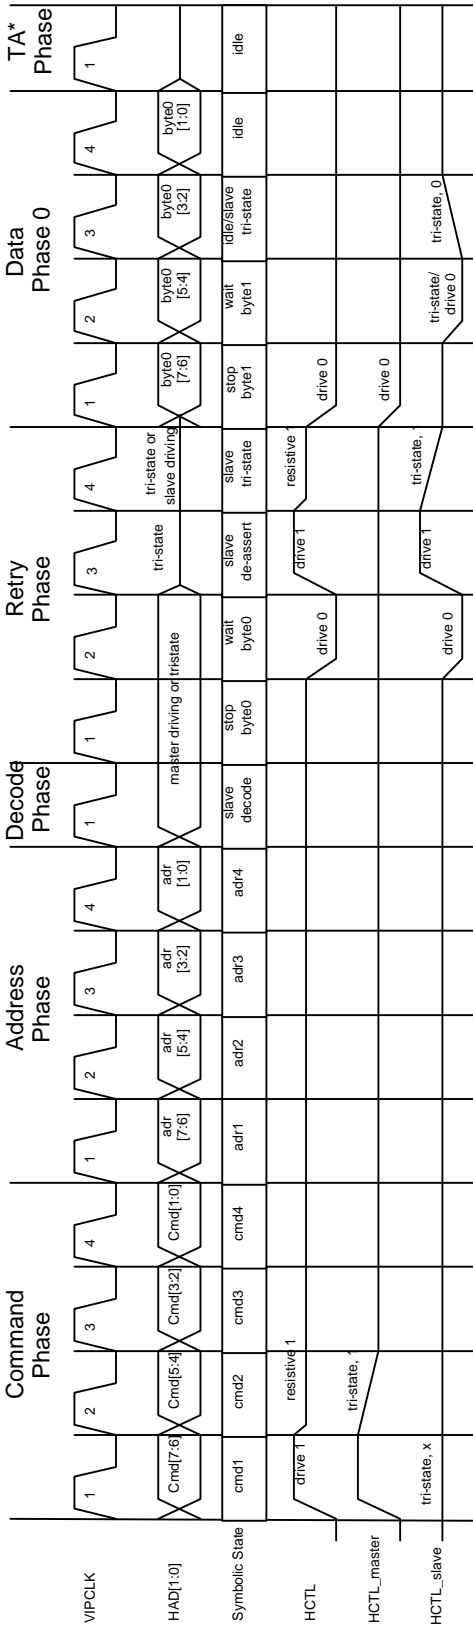 Command
Phase
Address
Phase
Decode
Phase
Retry
Phase
Data
Phase 0
TA*
Phase
VIPCLK 1 2 3 4 1 2 3 4 1 1 2 3 4 1 2 3 4 1
HAD[1:0]
Cmd[7:6]
Cmd[5:4]
Cmd[3:2]
Cmd[1:0]
adr
[7:6]
adr
[5:4]
adr
[3:2]
adr
[1:0]
master driving or tristate
tri-state
tri-state or
slave driving
byte0
[7:6]
byte0
[5:4]
byte0
[3:2]
byte0
[1:0]
Symbolic State
cmd1
cmd2
cmd3
cmd4
adr1
adr2
adr3
adr4
slave
decode
stop
byte0
wait
byte0
slave
de-assert
slave
tri-state
stop
byte1
wait
byte1
idle/slave
tri-state
idle
idle
HCTL
drive 1
resistive 1
drive 0
drive 1
resistive 1
drive 0
HCTL_master
tri-state, 1
drive 0
HCTL_slave
tri-state, x
drive 0
drive 1
tri-state, 1
tri-state/
drive 0
tri-state, 0